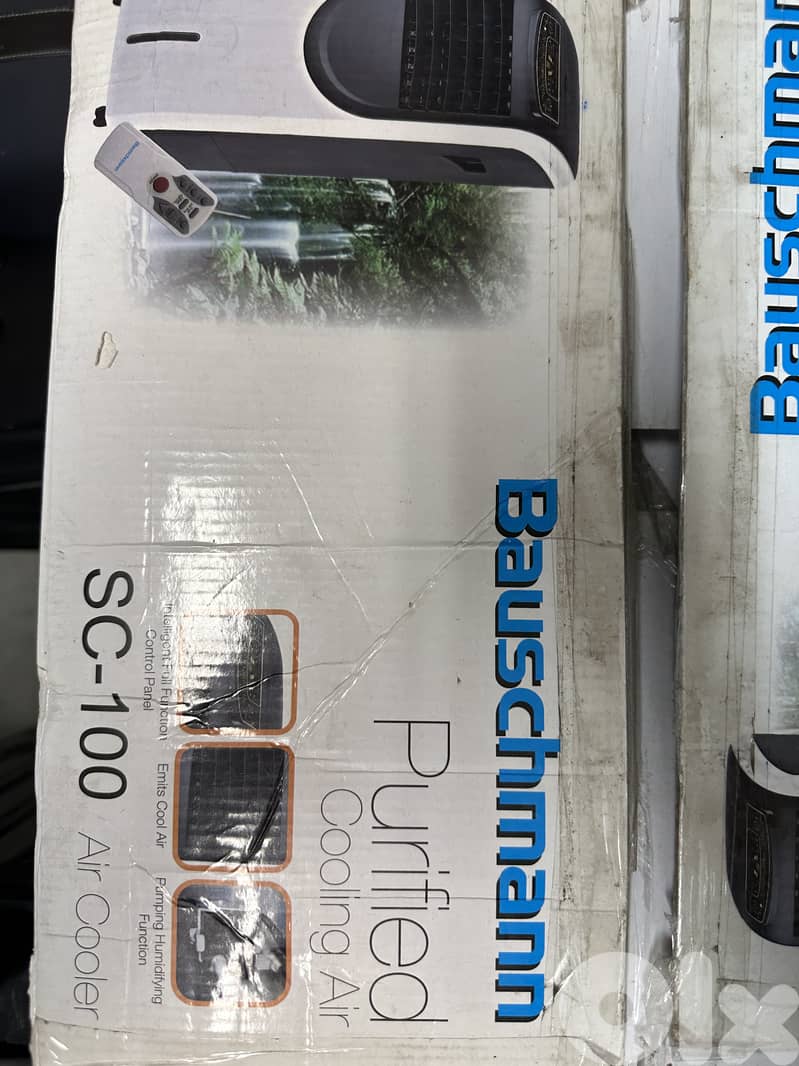 Bauschmann
Purified
Cooling Air
Intelligent Full Function
Control Panel
Emits Cool Air
Pumping Humidifying
Function
SC-100 Air Cooler
Bauschman
olx